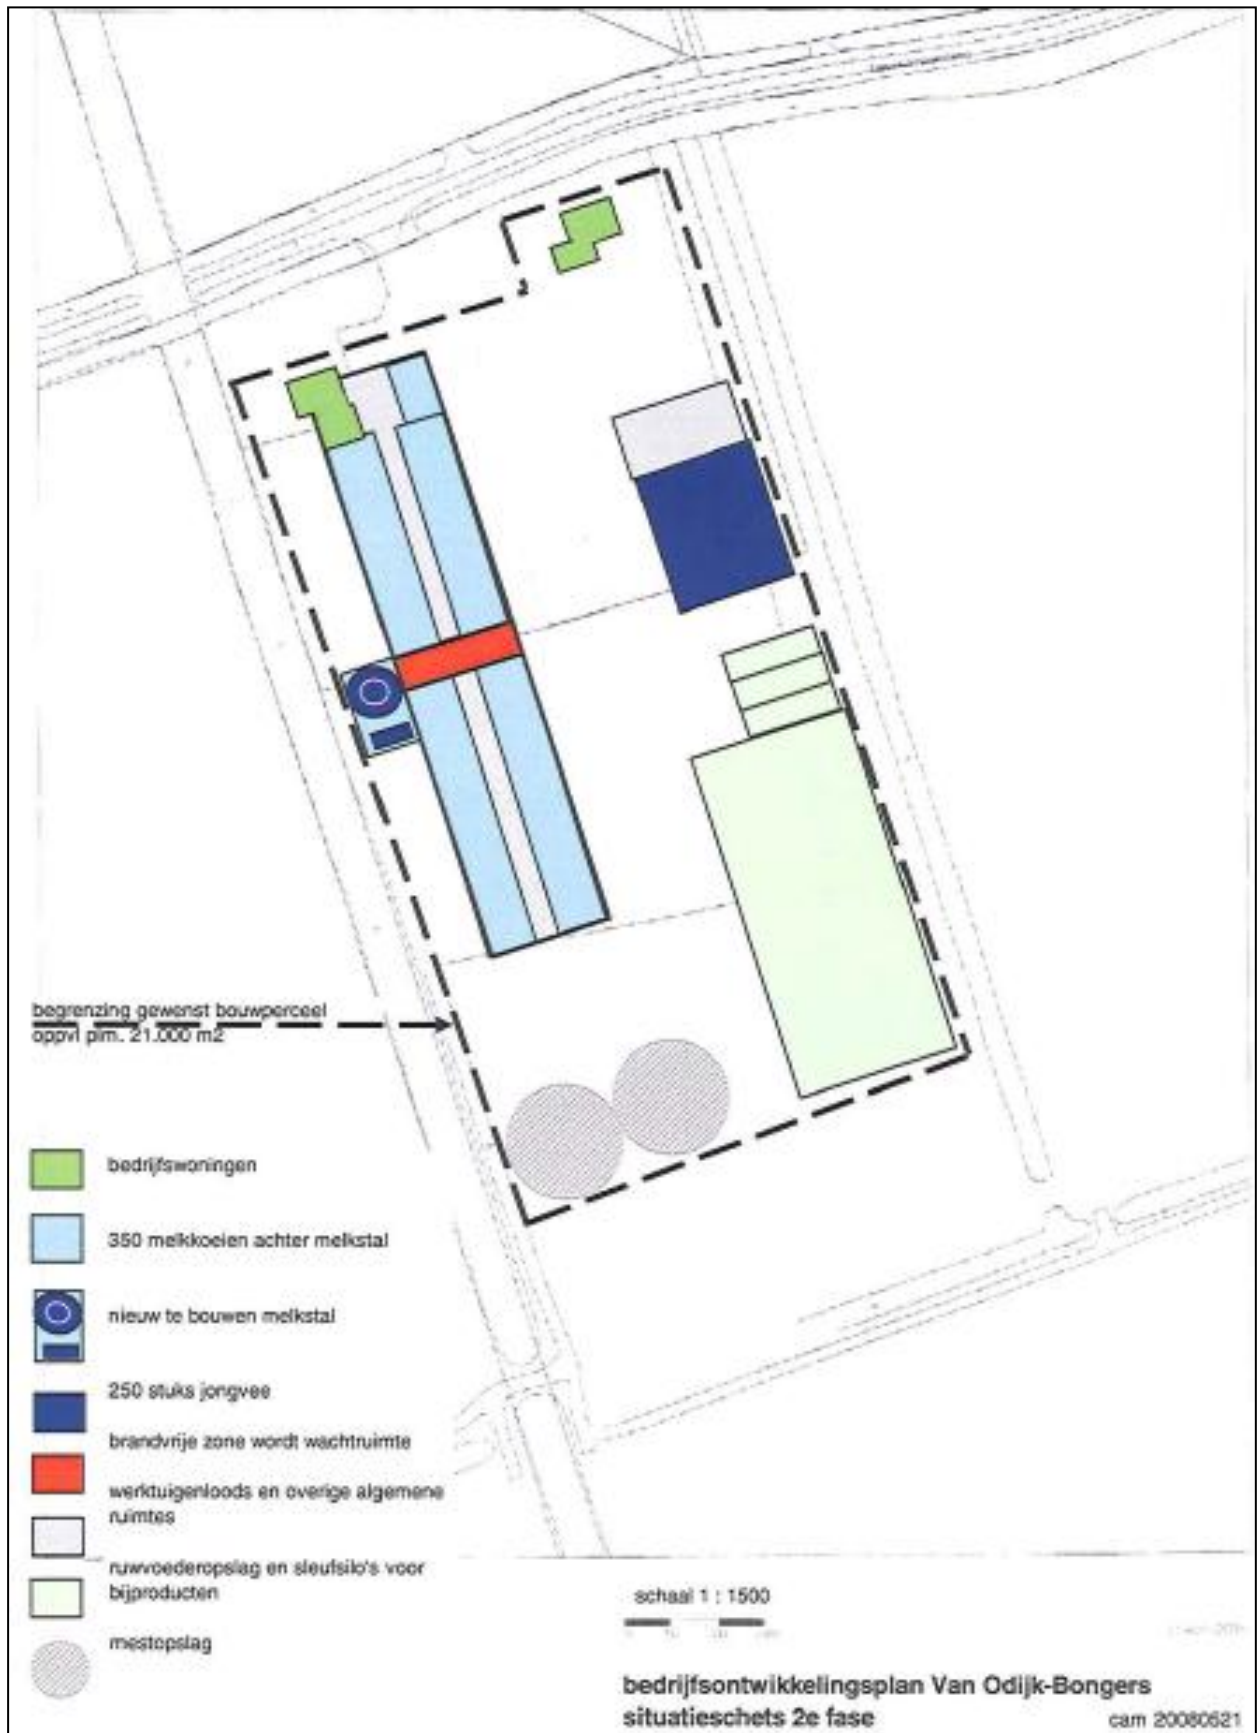 begrenzing gewenst bouwperceel
oppvl plm. 21.000 m2
bedrijfswoningen
350 melkkoeien achter melkstal
nieuw te bouwen melkstal
250 stuks jongvee
brandvrije zone wordt wachtruimte
werktuigenloods en overige algemene
ruimtes
ruwvoederopslag en sleufsilo's voor
bijproducten
mestopslag
schaal 1 : 1500
bedrijfsontwikkelingsplan Van Odijk-Bongers
situatieschets 2e fase
cam 20080521